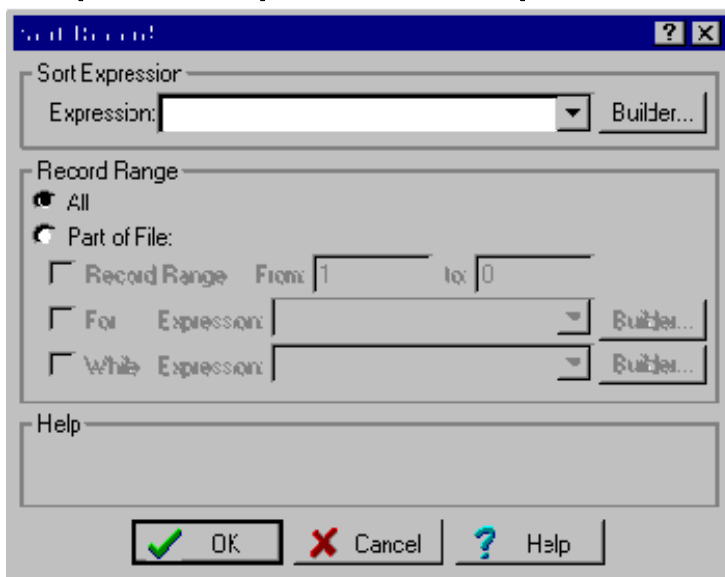 Sort Expression
Expression: Builder...
Record Range
All
Part of File:
Record Range From: 1 to: 0
For Expression: Builder...
While Expression: Builder...
Help
OK Cancel Help